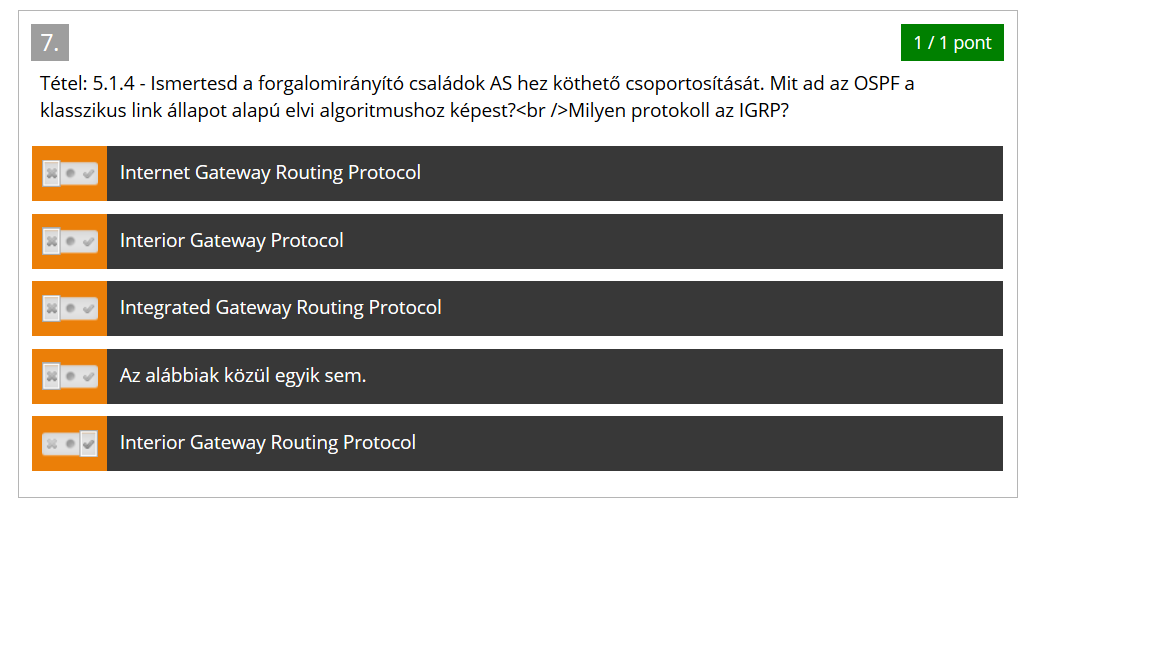 7.
1 / 1 pont
Tétel: 5.1.4 - Ismertesd a forgalomirányító családok AS hez köthető csoportosítását. Mit ad az OSPF a
klasszikus link állapot alapú elvi algoritmushoz képest?<br />Milyen protokoll az IGRP?
Internet Gateway Routing Protocol
Interior Gateway Protocol
Integrated Gateway Routing Protocol
Az alábbiak közül egyik sem.
Interior Gateway Routing Protocol